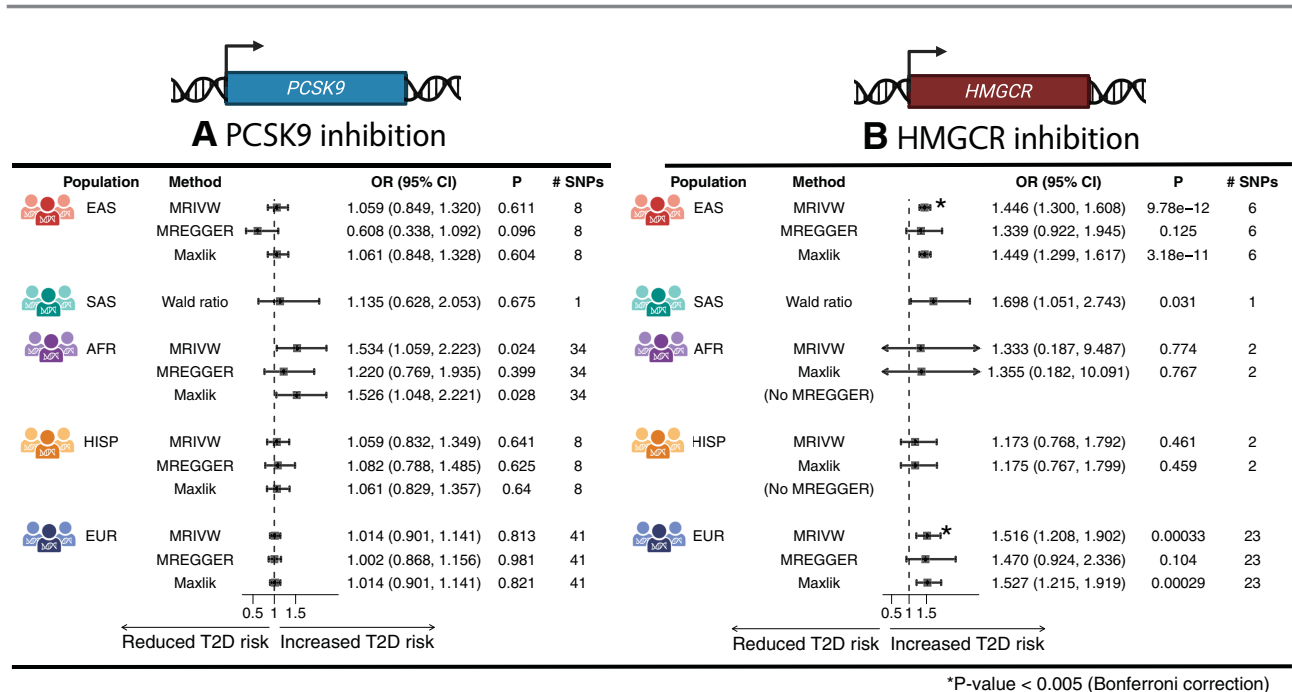 PCSK9
A PCSK9 inhibition
Population Method OR (95% CI) P # SNPs
EAS MRIVW 1.059 (0.849, 1.320) 0.611 8
MREGGER 0.608 (0.338, 1.092) 0.096 8
Maxlik 1.061 (0.848, 1.328) 0.604 8
SAS Wald ratio 1.135 (0.628, 2.053) 0.675 1
AFR MRIVW 1.534 (1.059, 2.223) 0.024 34
MREGGER 1.220 (0.769, 1.935) 0.399 34
Maxlik 1.526 (1.048, 2.221) 0.028 34
HISP MRIVW 1.059 (0.832, 1.349) 0.641 8
MREGGER 1.082 (0.788, 1.485) 0.625 8
Maxlik 1.061 (0.829, 1.357) 0.64 8
EUR MRIVW 1.014 (0.901, 1.141) 0.813 41
MREGGER 1.002 (0.868, 1.156) 0.981 41
Maxlik 1.014 (0.901, 1.141) 0.821 41
0.5 1 1.5
Reduced T2D risk Increased T2D risk
HMGCR
B HMGCR inhibition
Population Method OR (95% CI) P # SNPs
EAS MRIVW * 1.446 (1.300, 1.608) 9.78e−12 6
MREGGER 1.339 (0.922, 1.945) 0.125 6
Maxlik 1.449 (1.299, 1.617) 3.18e−11 6
SAS Wald ratio 1.698 (1.051, 2.743) 0.031 1
AFR MRIVW 1.333 (0.187, 9.487) 0.774 2
Maxlik 1.355 (0.182, 10.091) 0.767 2
(No MREGGER)
HISP MRIVW 1.173 (0.768, 1.792) 0.461 2
Maxlik 1.175 (0.767, 1.799) 0.459 2
(No MREGGER)
EUR MRIVW * 1.516 (1.208, 1.902) 0.00033 23
MREGGER 1.470 (0.924, 2.336) 0.104 23
Maxlik 1.527 (1.215, 1.919) 0.00029 23
0.5 1 1.5
Reduced T2D risk Increased T2D risk
*P-value < 0.005 (Bonferroni correction)